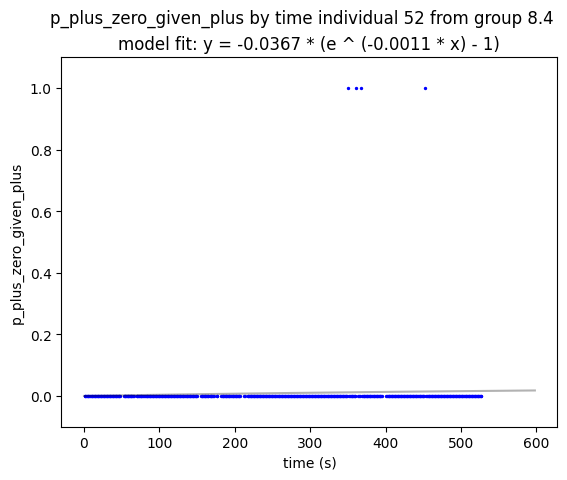 p_plus_zero_given_plus by time individual 52 from group 8.4
model fit: y = -0.0367 * (e ^ (-0.0011 * x) - 1)
p_plus_zero_given_plus
1.0
0.8
0.6
0.4
0.2
0.0
0 100 200 300 400 500 600
time (s)